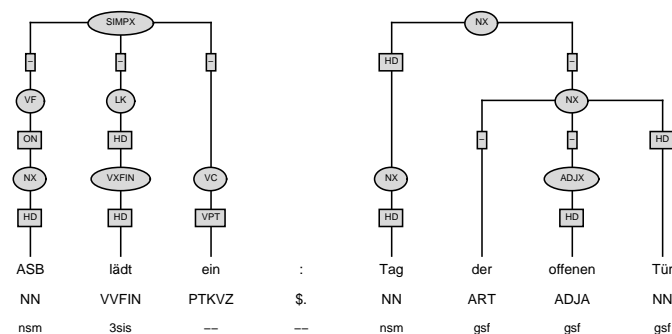 SIMPX NX
– – – HD –
VF LK NX
ON HD – – HD
NX VXFIN VC NX ADJX
HD HD VPT HD HD
ASB lädt ein : Tag der offenen Tür
NN VVFIN PTKVZ $. NN ART ADJA NN
nsm 3sis –– –– nsm gsf gsf gsf